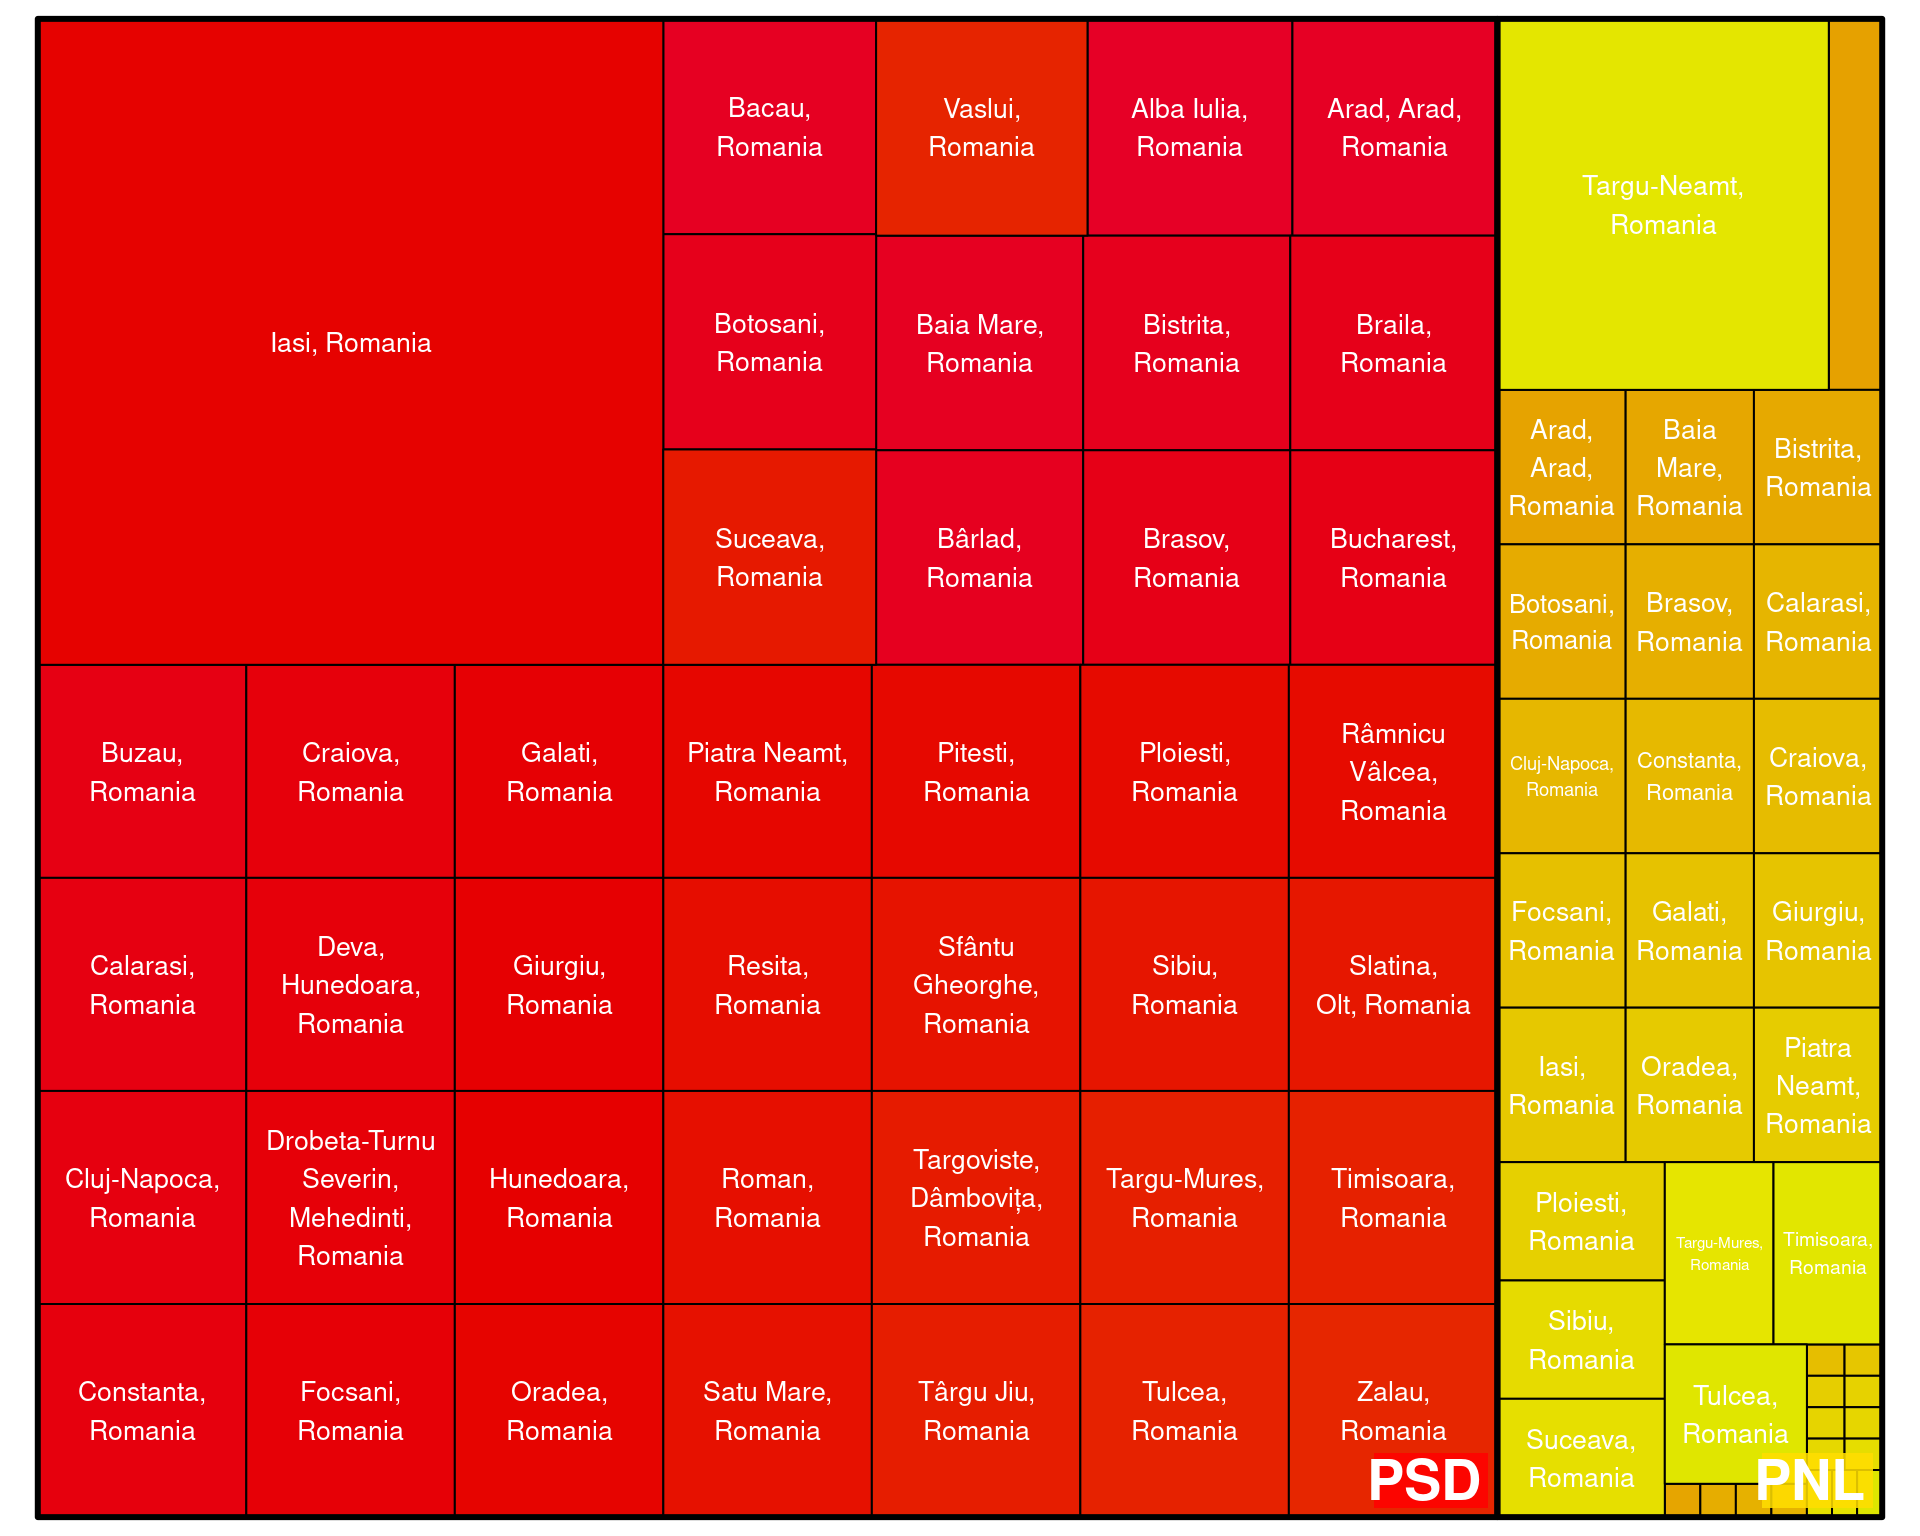 Iasi, Romania
Bacau,
Romania
Vaslui,
Romania
Alba Iulia,
Romania
Arad, Arad,
Romania
Botosani,
Romania
Baia Mare,
Romania
Bistrita,
Romania
Braila,
Romania
Suceava,
Romania
Bârlad,
Romania
Brasov,
Romania
Bucharest,
Romania
Buzau,
Romania
Craiova,
Romania
Galati,
Romania
Piatra Neamt,
Romania
Pitesti,
Romania
Ploiesti,
Romania
Râmnicu
Vâlcea,
Romania
Calarasi,
Romania
Deva,
Hunedoara,
Romania
Giurgiu,
Romania
Resita,
Romania
Sfântu
Gheorghe,
Romania
Sibiu,
Romania
Slatina,
Olt, Romania
Cluj-Napoca,
Romania
Drobeta-Turnu
Severin,
Mehedinti,
Romania
Hunedoara,
Romania
Roman,
Romania
Targoviste,
Dâmbovița,
Romania
Targu-Mures,
Romania
Timisoara,
Romania
Constanta,
Romania
Focsani,
Romania
Oradea,
Romania
Satu Mare,
Romania
Târgu Jiu,
Romania
Tulcea,
Romania
Zalau,
Romania
PSD
Targu-Neamt,
Romania
Arad,
Arad,
Romania
Baia
Mare,
Romania
Bistrita,
Romania
Botosani,
Romania
Brasov,
Romania
Calarasi,
Romania
Cluj-Napoca,
Romania
Constanta,
Romania
Craiova,
Romania
Focsani,
Romania
Galati,
Romania
Giurgiu,
Romania
Iasi,
Romania
Oradea,
Romania
Piatra
Neamt,
Romania
Ploiesti,
Romania
Targu-Mures,
Romania
Timisoara,
Romania
Sibiu,
Romania
Tulcea,
Romania
Suceava,
Romania
PNL